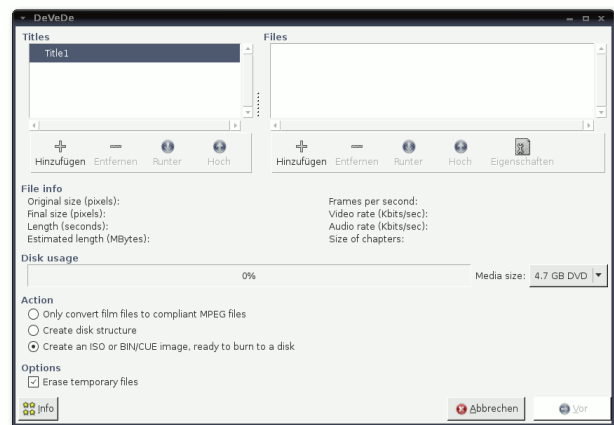 DeVeDe
Titles
Title1
Hinzufügen Entfernen Runter Hoch
Files
Hinzufügen Entfernen Runter Hoch Eigenschaften
File info
Original size (pixels):
Final size (pixels):
Length (seconds):
Estimated length (MBytes):
Frames per second:
Video rate (Kbits/sec):
Audio rate (Kbits/sec):
Size of chapters:
Disk usage
0%
Media size: 4.7 GB DVD
Action
Only convert film files to compliant MPEG files
Create disk structure
Create an ISO or BIN/CUE image, ready to burn to a disk
Options
Erase temporary files
Info
Abbrechen
Vor